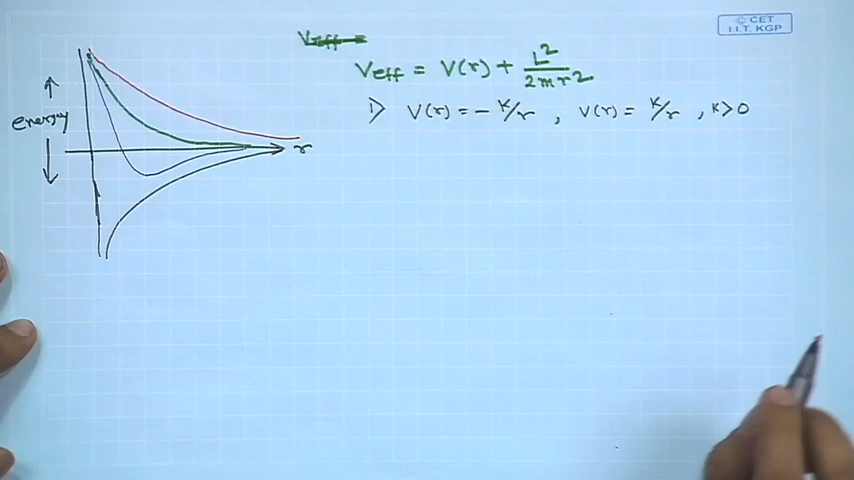 © CET
I.I.T. KGP
Veff =
Veff = V(r) + L²/2mr²
1) V(r) = - K/r , V(r) = K/r , K>0
energy
r